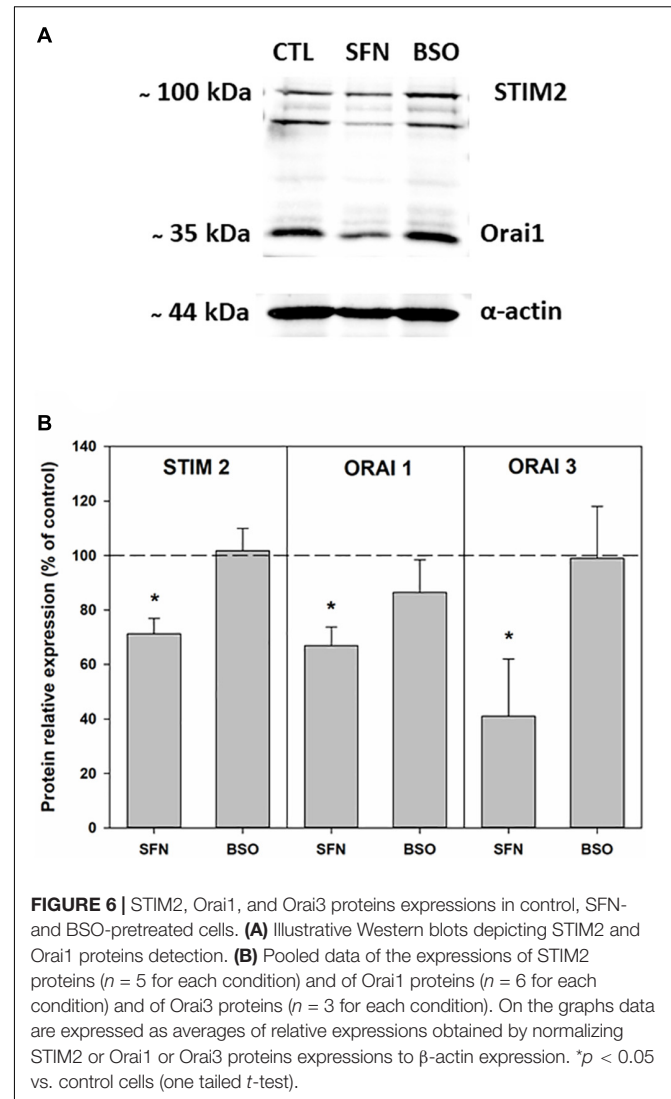 A
CTL SFN BSO
~ 100 kDa STIM2
~ 35 kDa Orai1
~ 44 kDa α-actin
B
140
120
100
80
60
40
20
0
Protein relative expression (% of control)
STIM 2 ORAI 1 ORAI 3
* * *
SFN BSO SFN BSO SFN BSO
FIGURE 6 | STIM2, Orai1, and Orai3 proteins expressions in control, SFN-
and BSO-pretreated cells. (A) Illustrative Western blots depicting STIM2 and
Orai1 proteins detection. (B) Pooled data of the expressions of STIM2
proteins (n = 5 for each condition) and of Orai1 proteins (n = 6 for each
condition) and of Orai3 proteins (n = 3 for each condition). On the graphs data
are expressed as averages of relative expressions obtained by normalizing
STIM2 or Orai1 or Orai3 proteins expressions to β-actin expression. *p < 0.05
vs. control cells (one tailed t-test).